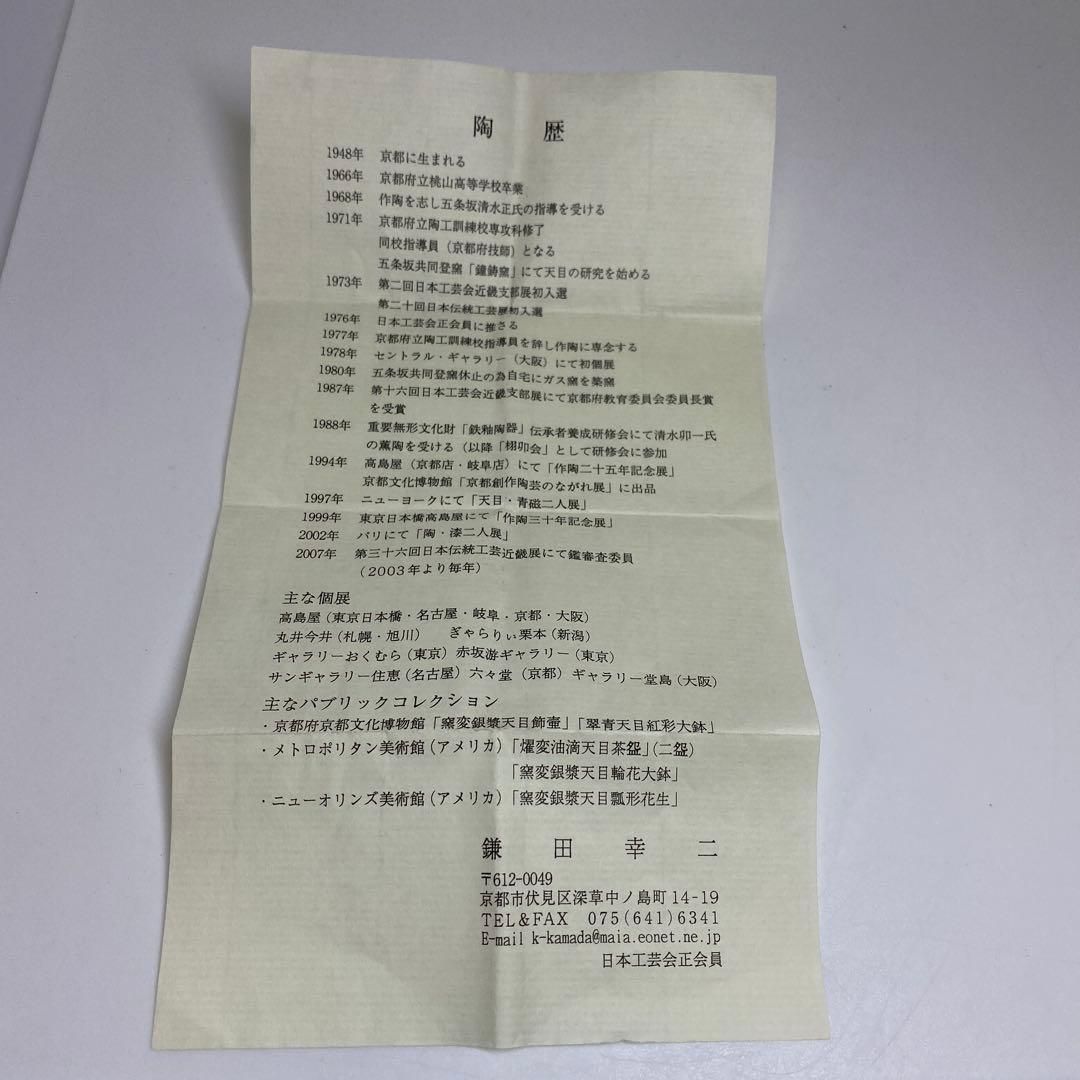 陶歴
1948年 京都に生まれる
1966年 京都府立桃山高等学校卒業
1968年 作陶を志し五条坂清水正氏の指導を受ける
1971年 京都府立陶工訓練校専攻科修了
同校指導員(京都府技師)となる
五条坂共同登窯「鐘鋳窯」にて天目の研究を始める
1973年 第二回日本工芸会近畿支部展初入選
第二十回日本伝統工芸展初入選
1976年 日本工芸会正会員に推さる
1977年 京都府立陶工訓練校指導員を辞し作陶に専念する
1978年 セントラル・ギャラリー(大阪)にて初個展
1980年 五条坂共同登窯休止の為自宅にガス窯を築窯
1987年 第十六回日本工芸会近畿支部展にて京都府教育委員会委員長賞
を受賞
1988年 重要無形文化財「鉄釉陶器」伝承者養成研修会にて清水卯一氏
の薫陶を受ける(以降「栩卯会」として研修会に参加
1994年 高島屋(京都店・岐阜店)にて「作陶二十五年記念展」
京都文化博物館「京都創作陶芸のながれ展」に出品
1997年 ニューヨークにて「天目・青磁二人展」
1999年 東京日本橋高島屋にて「作陶三十年記念展」
2002年 パリにて「陶・漆二人展」
2007年 第三十六回日本伝統工芸近畿展にて鑑審査委員
(2003年より毎年)
主な個展
高島屋(東京日本橋・名古屋・岐阜・京都・大阪)
丸井今井(札幌・旭川) ぎゃらりぃ栗本(新潟)
ギャラリーおくむら(東京) 赤坂游ギャラリー(東京)
サンギャラリー住恵(名古屋) 六々堂(京都) ギャラリー堂島(大阪)
主なパブリックコレクション
・京都府京都文化博物館「窯変銀漿天目飾壷」「翠青天目紅彩大鉢」
・メトロポリタン美術館(アメリカ)「燿変油滴天目茶盌」(二盌)
「窯変銀漿天目輪花大鉢」
・ニューオリンズ美術館(アメリカ)「窯変銀漿天目瓢形花生」
鎌田幸二
〒612-0049
京都市伏見区深草中ノ島町14-19
TEL&FAX 075(641)6341
E-mail k-kamada@maia.eonet.ne.jp
日本工芸会正会員